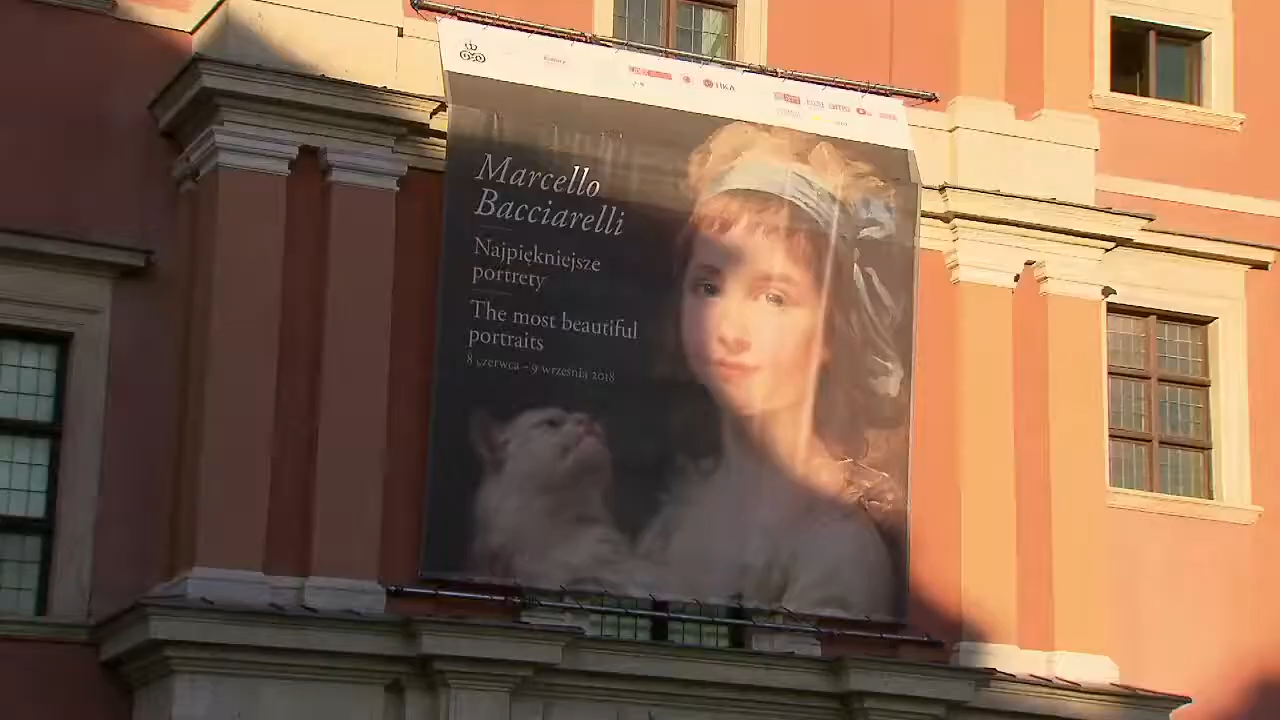 Marcello
Bacciarelli
Najpiękniejsze
portrety
The most beautiful
portraits
8 czerwca – 9 września 2018